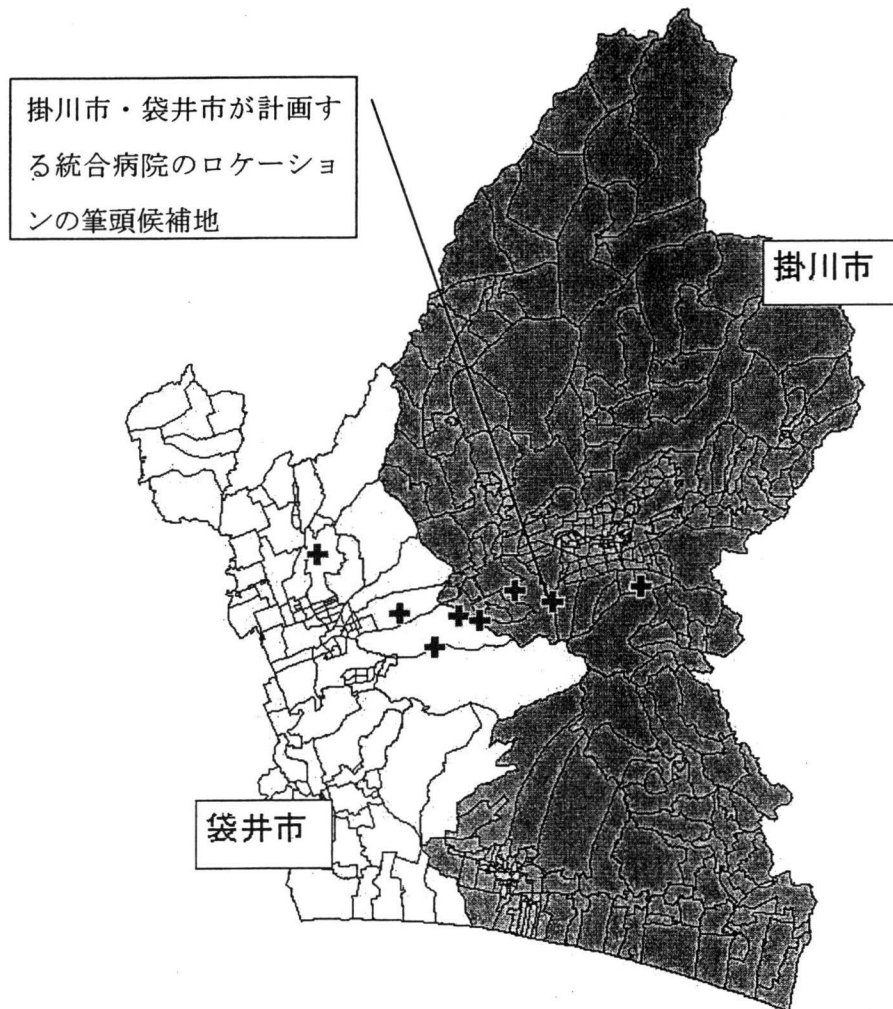 掛川市・袋井市が計画す
る統合病院のロケーショ
ンの筆頭候補地
掛川市
袋井市